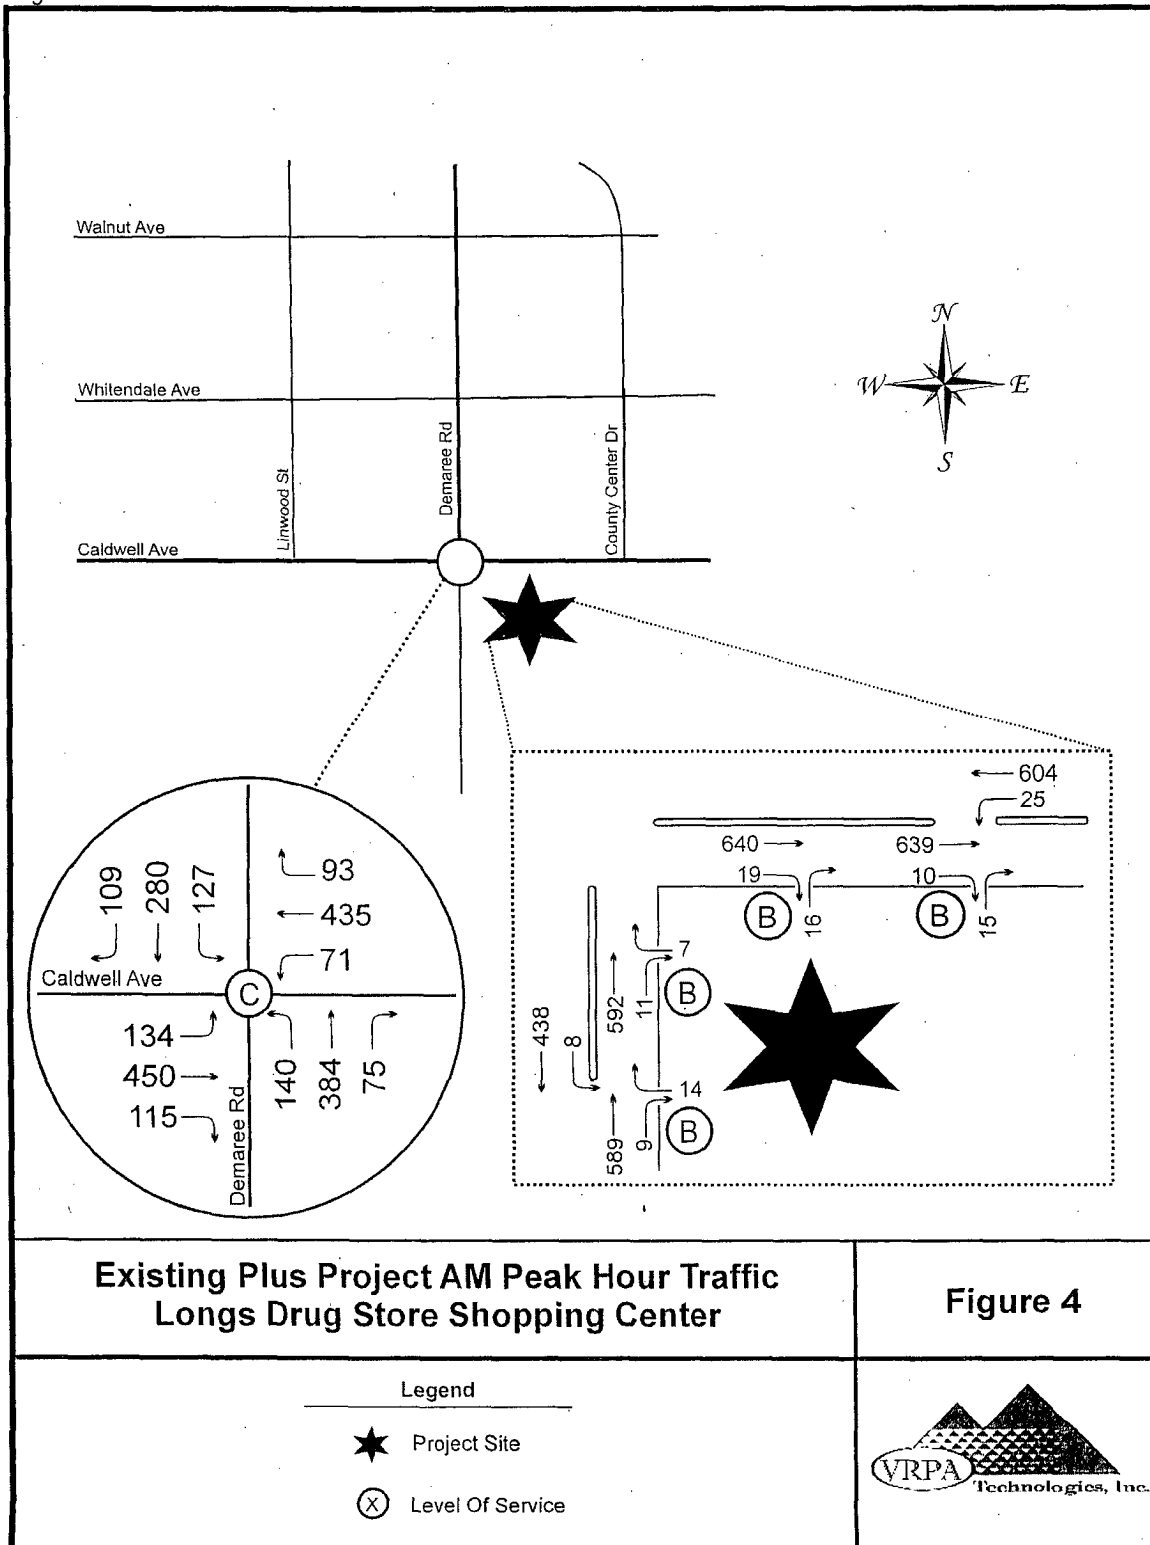 Walnut Ave
Whitendale Ave
Caldwell Ave
Linwood St
Demaree Rd
County Center Dr
N
W
E
S
109
280
127
93
435
71
Caldwell Ave
C
134
450
115
140
384
75
Demaree Rd
604
25
640
639
19
10
B
16
B
15
7
592
11
B
438
8
14
589
9
B
Existing Plus Project AM Peak Hour Traffic
Longs Drug Store Shopping Center
Figure 4
Legend
Project Site
X Level Of Service
VRPA
Technologies, Inc.